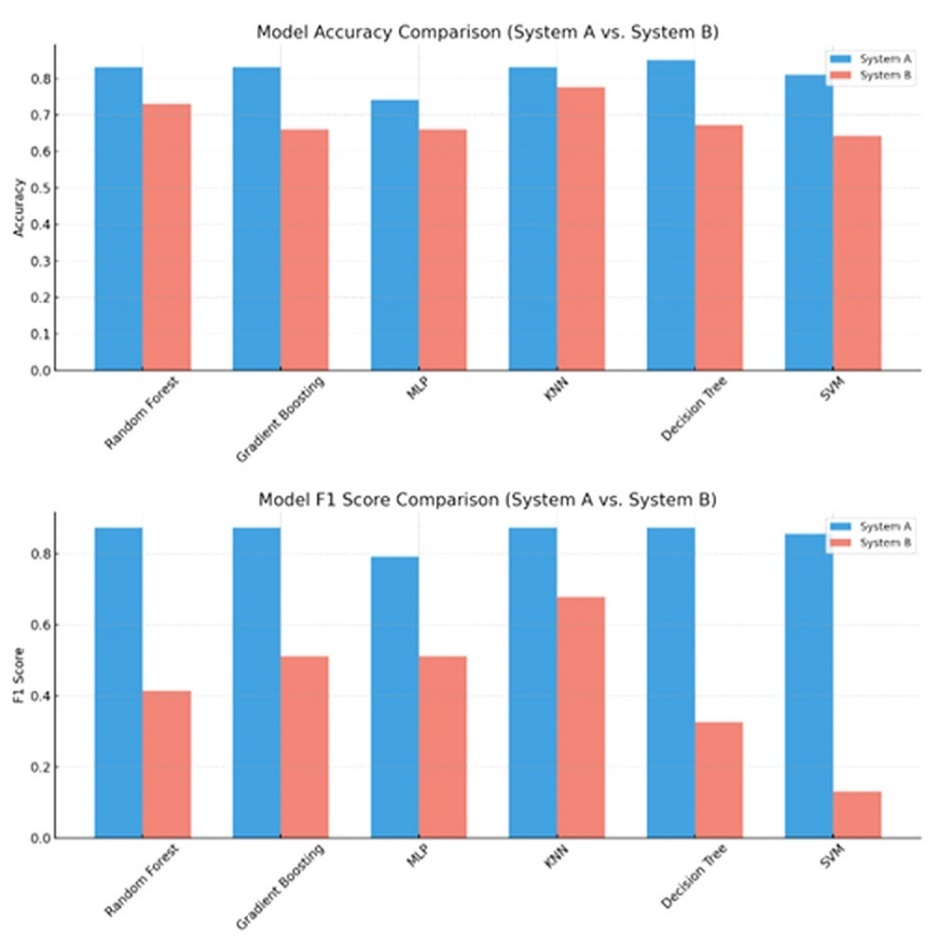 Model Accuracy Comparison (System A vs. System B)
System A
System B
Accuracy
0.8
0.7
0.6
0.5
0.4
0.3
0.2
0.1
0.0
Random Forest
Gradient Boosting
MLP
KNN
Decision Tree
SVM
Model F1 Score Comparison (System A vs. System B)
System A
System B
F1 Score
0.8
0.6
0.4
0.2
0.0
Random Forest
Gradient Boosting
MLP
KNN
Decision Tree
SVM